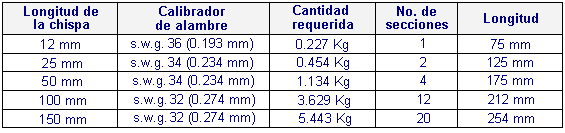 Longitud de la chispa Calibrador de alambre Cantidad requerida No. de secciones Longitud
12 mm s.w.g. 36 (0.193 mm) 0.227 Kg 1 75 mm
25 mm s.w.g. 34 (0.234 mm) 0.454 Kg 2 125 mm
50 mm s.w.g. 34 (0.234 mm) 1.134 Kg 4 175 mm
100 mm s.w.g. 32 (0.274 mm) 3.629 Kg 12 212 mm
150 mm s.w.g. 32 (0.274 mm) 5.443 Kg 20 254 mm